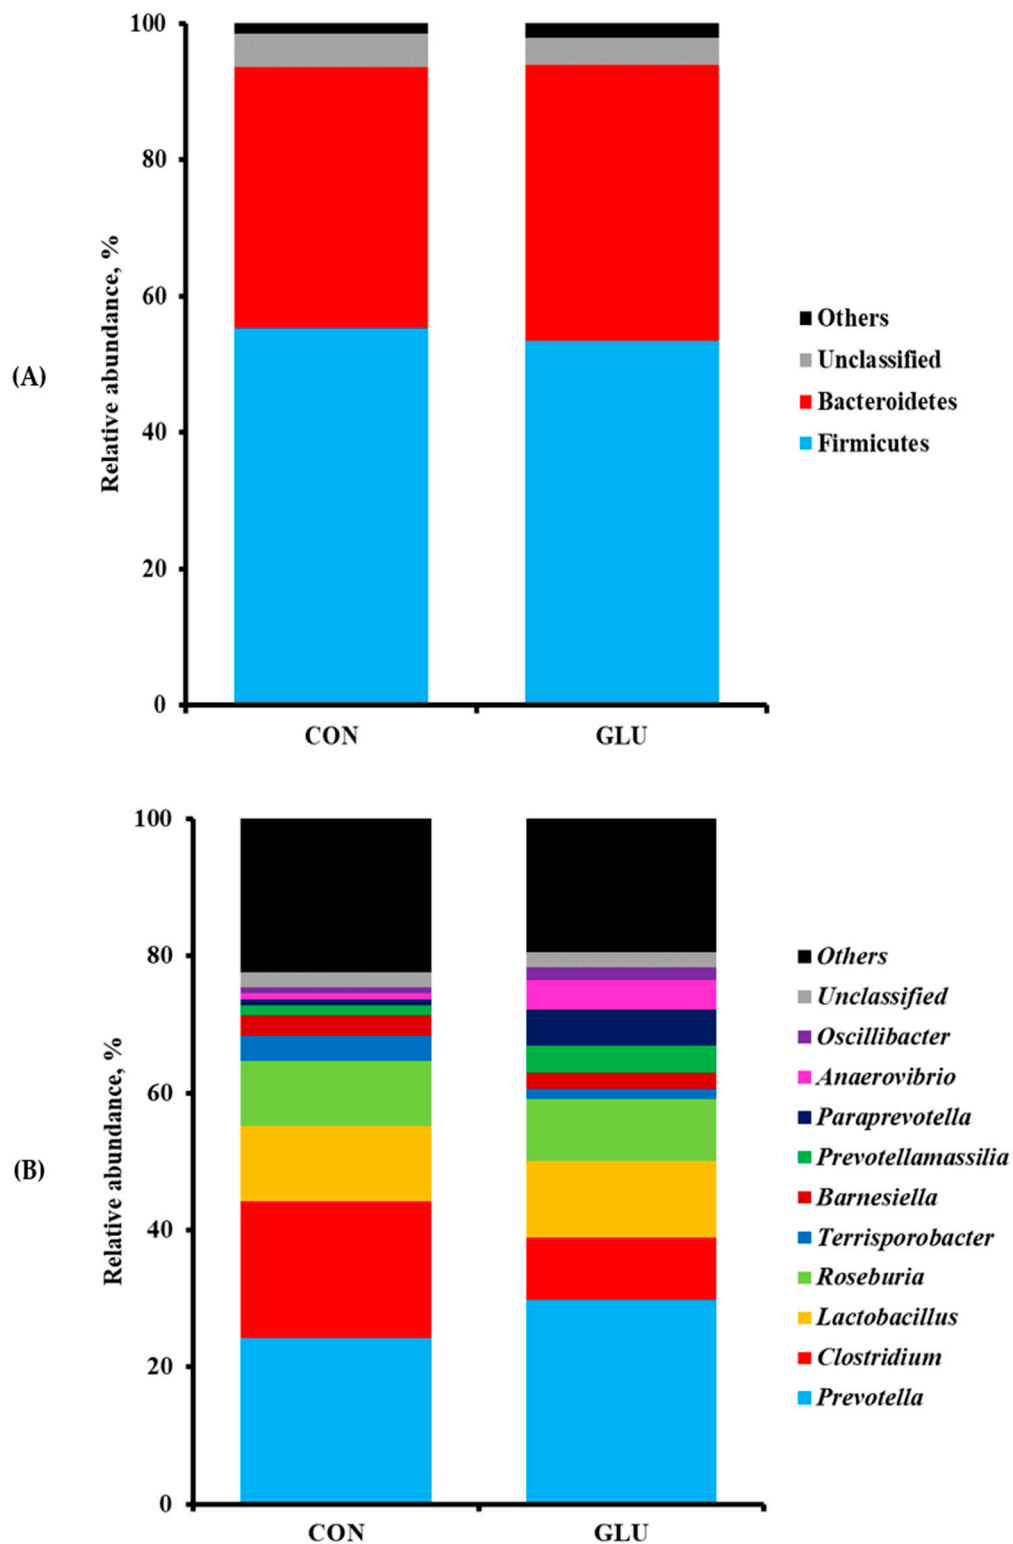 (A)
Relative abundance, %
100
80
60
40
20
0
CON
GLU
Others
Unclassified
Bacteroidetes
Firmicutes
(B)
Relative abundance, %
100
80
60
40
20
0
CON
GLU
Others
Unclassified
Oscillibacter
Anaerovibrio
Paraprevotella
Prevotellamassilia
Barnesiella
Terrisporobacter
Roseburia
Lactobacillus
Clostridium
Prevotella